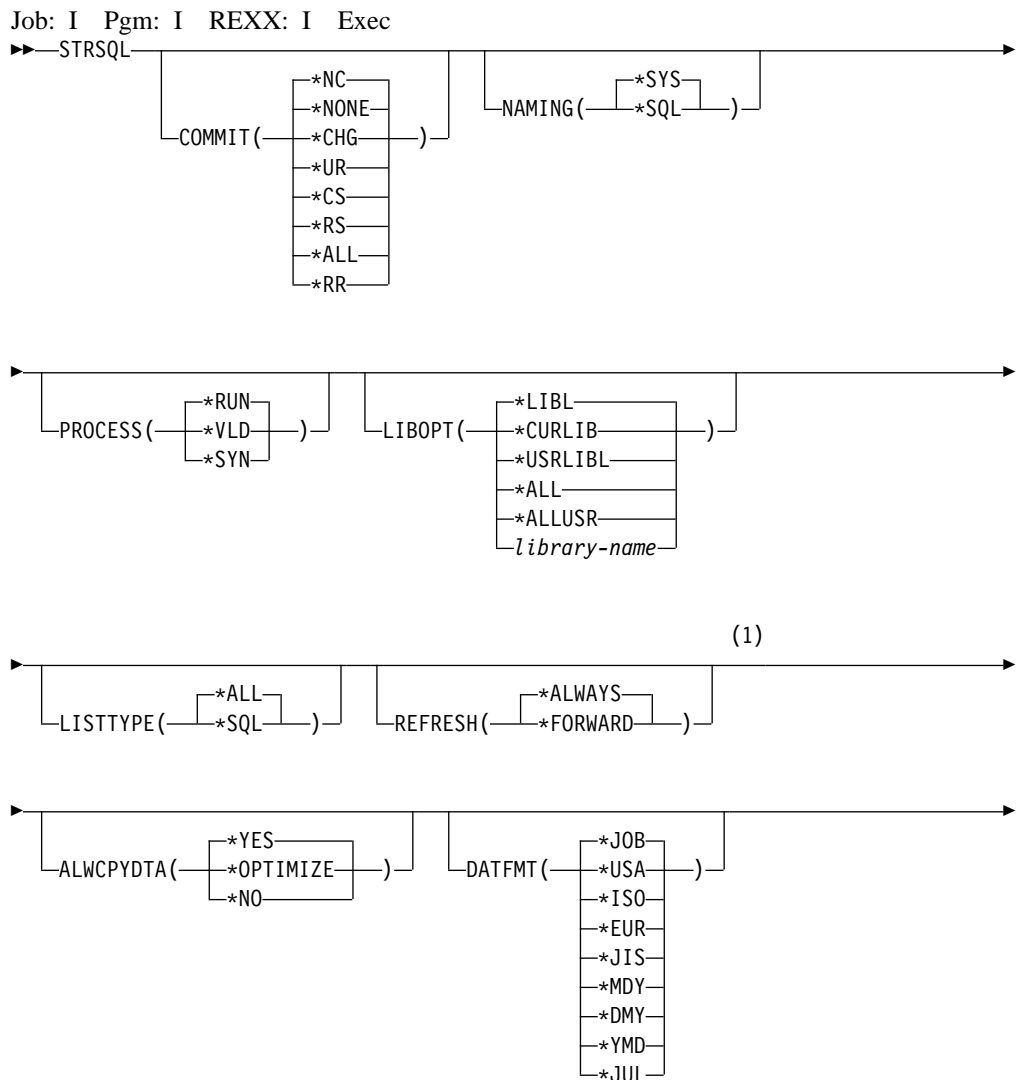 Job: I Pgm: I REXX: I Exec
STRSQL
COMMIT( *NC )
*NONE
*CHG
*UR
*CS
*RS
*ALL
*RR
NAMING( *SYS )
*SQL
PROCESS( *RUN )
*VLD
*SYN
LIBOPT( *LIBL )
*CURLIB
*USRLIBL
*ALL
*ALLUSR
library-name
LISTTYPE( *ALL )
*SQL
REFRESH( *ALWAYS )
*FORWARD
(1)
ALWCPYDTA( *YES )
*OPTIMIZE
*NO
DATFMT( *JOB )
*USA
*ISO
*EUR
*JIS
*MDY
*DMY
*YMD
*JUL